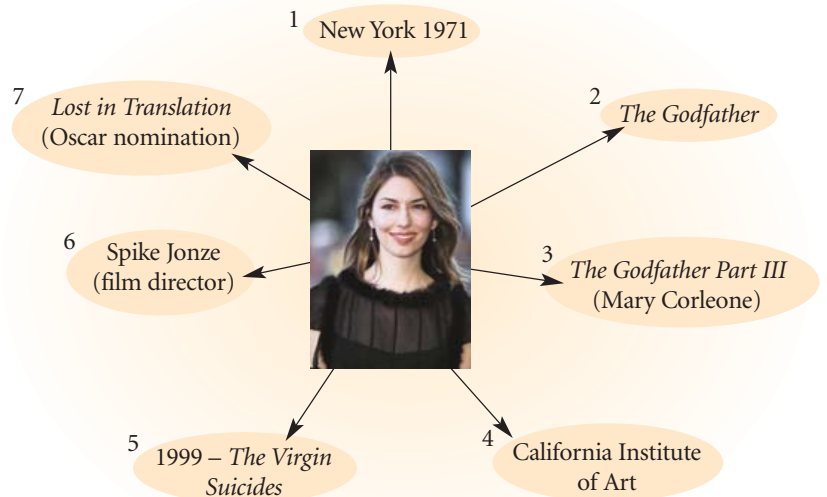 1
New York 1971
2
The Godfather
3
The Godfather Part III
(Mary Corleone)
4
California Institute
of Art
5
1999 – The Virgin
Suicides
6
Spike Jonze
(film director)
7
Lost in Translation
(Oscar nomination)